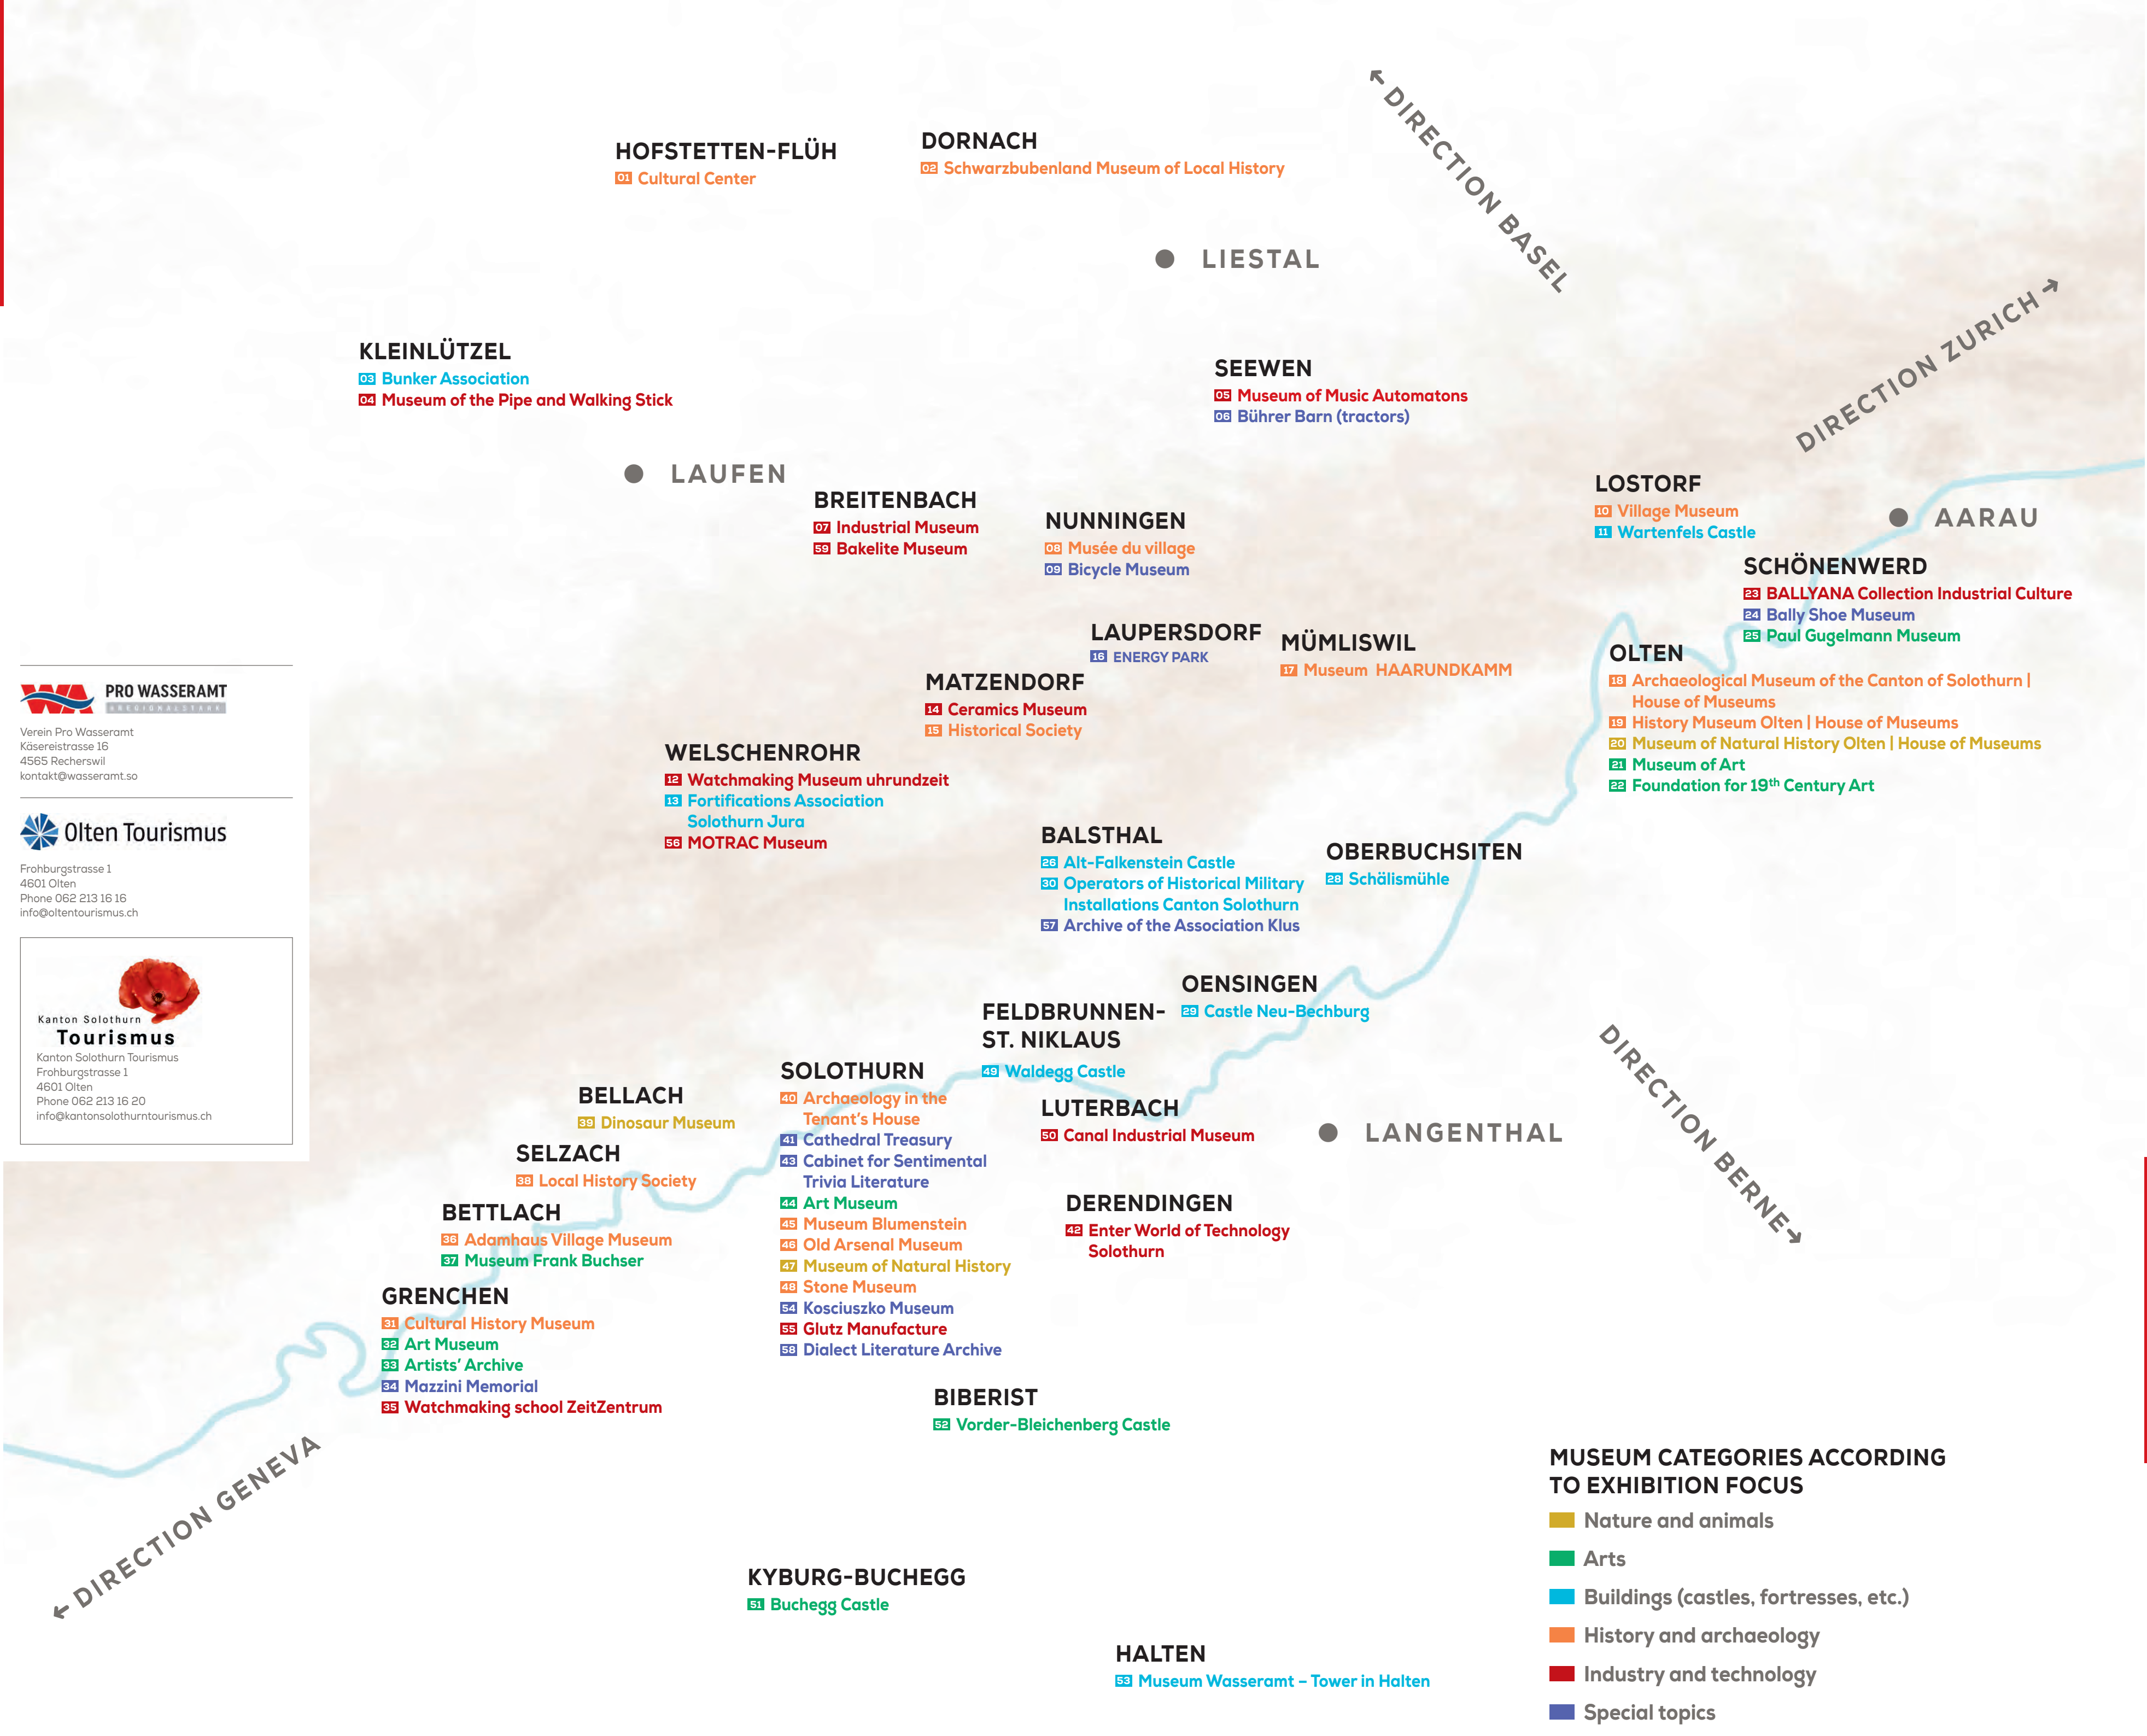 HOFSTETTEN-FLÜH
01 Cultural Center
DORNACH
02 Schwarzbubenland Museum of Local History
← DIRECTION BASEL
LIESTAL
DIRECTION ZURICH →
KLEINLÜTZEL
03 Bunker Association
04 Museum of the Pipe and Walking Stick
SEEWEN
05 Museum of Music Automatons
06 Bührer Barn (tractors)
LAUFEN
BREITENBACH
07 Industrial Museum
59 Bakelite Museum
NUNNINGEN
08 Musée du village
09 Bicycle Museum
LOSTORF
10 Village Museum
11 Wartenfels Castle
AARAU
SCHÖNENWERD
23 BALLYANA Collection Industrial Culture
24 Bally Shoe Museum
25 Paul Gugelmann Museum
LAUPERSDORF
16 ENERGY PARK
MÜMLISWIL
17 Museum HAARUNDKAMM
OLTEN
18 Archaeological Museum of the Canton of Solothurn |
House of Museums
19 History Museum Olten | House of Museums
20 Museum of Natural History Olten | House of Museums
21 Museum of Art
22 Foundation for 19th Century Art
MATZENDORF
14 Ceramics Museum
15 Historical Society
WELSCHENROHR
12 Watchmaking Museum uhrundzeit
13 Fortifications Association
Solothurn Jura
56 MOTRAC Museum
PRO WASSERAMT
#REGIONALSTARK
Verein Pro Wasseramt
Käsereistrasse 16
4565 Recherswil
kontakt@wasseramt.so
Olten Tourismus
Frohburgstrasse 1
4601 Olten
Phone 062 213 16 16
info@oltentourismus.ch
Kanton Solothurn
Tourismus
Kanton Solothurn Tourismus
Frohburgstrasse 1
4601 Olten
Phone 062 213 16 20
info@kantonsolothurntourismus.ch
BALSTHAL
26 Alt-Falkenstein Castle
30 Operators of Historical Military
Installations Canton Solothurn
57 Archive of the Association Klus
OBERBUCHSITEN
28 Schälismühle
OENSINGEN
29 Castle Neu-Bechburg
FELDBRUNNEN-
ST. NIKLAUS
49 Waldegg Castle
DIRECTION BERNE →
SOLOTHURN
40 Archaeology in the
Tenant's House
41 Cathedral Treasury
43 Cabinet for Sentimental
Trivia Literature
44 Art Museum
45 Museum Blumenstein
46 Old Arsenal Museum
47 Museum of Natural History
48 Stone Museum
54 Kosciuszko Museum
55 Glutz Manufacture
58 Dialect Literature Archive
BELLACH
39 Dinosaur Museum
LUTERBACH
50 Canal Industrial Museum
LANGENTHAL
SELZACH
38 Local History Society
DERENDINGEN
42 Enter World of Technology
Solothurn
BETTLACH
36 Adamhaus Village Museum
37 Museum Frank Buchser
GRENCHEN
31 Cultural History Museum
32 Art Museum
33 Artists' Archive
34 Mazzini Memorial
35 Watchmaking school ZeitZentrum
BIBERIST
52 Vorder-Bleichenberg Castle
← DIRECTION GENEVA
KYBURG-BUCHEGG
51 Buchegg Castle
HALTEN
53 Museum Wasseramt – Tower in Halten
MUSEUM CATEGORIES ACCORDING
TO EXHIBITION FOCUS
Nature and animals
Arts
Buildings (castles, fortresses, etc.)
History and archaeology
Industry and technology
Special topics